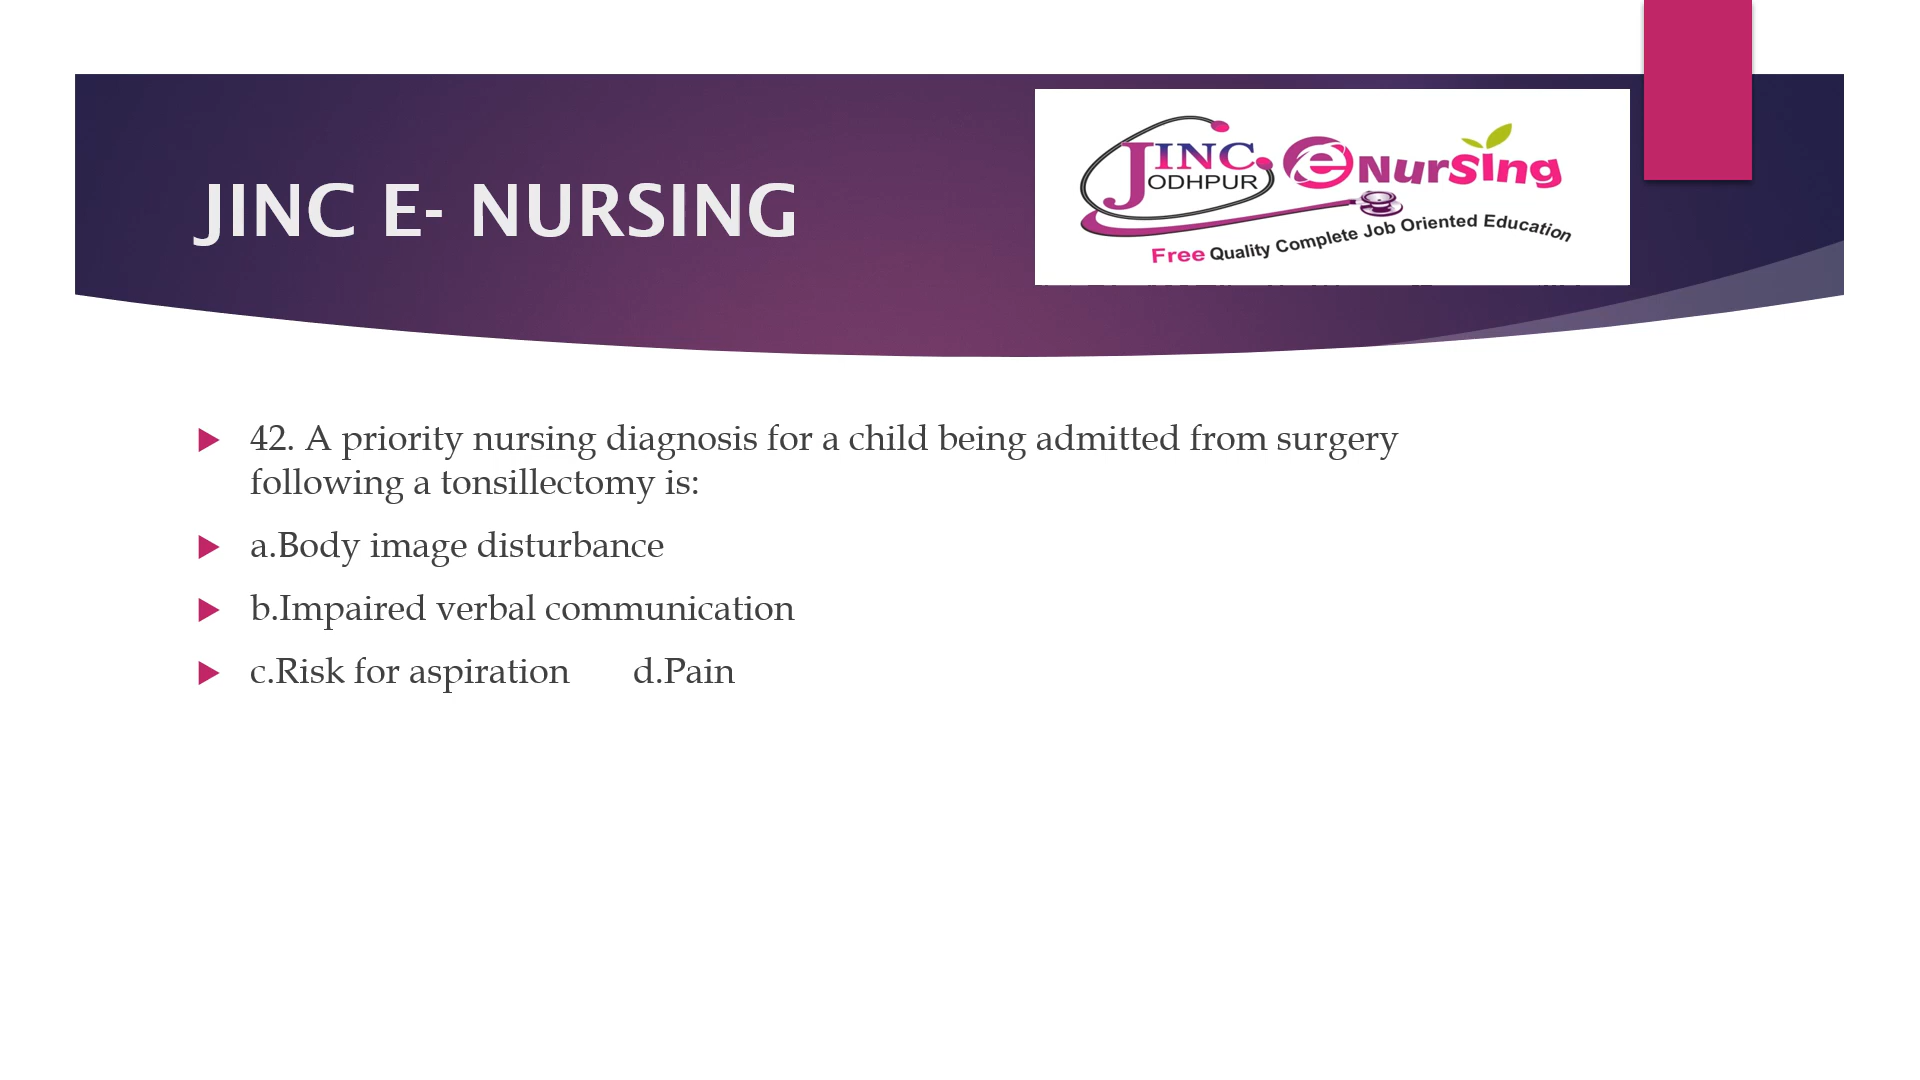 JINC E- NURSING
JINC
ODHPUR
eNursing
Free Quality Complete Job Oriented Education
42. A priority nursing diagnosis for a child being admitted from surgery
following a tonsillectomy is:
a.Body image disturbance
b.Impaired verbal communication
c.Risk for aspiration d.Pain